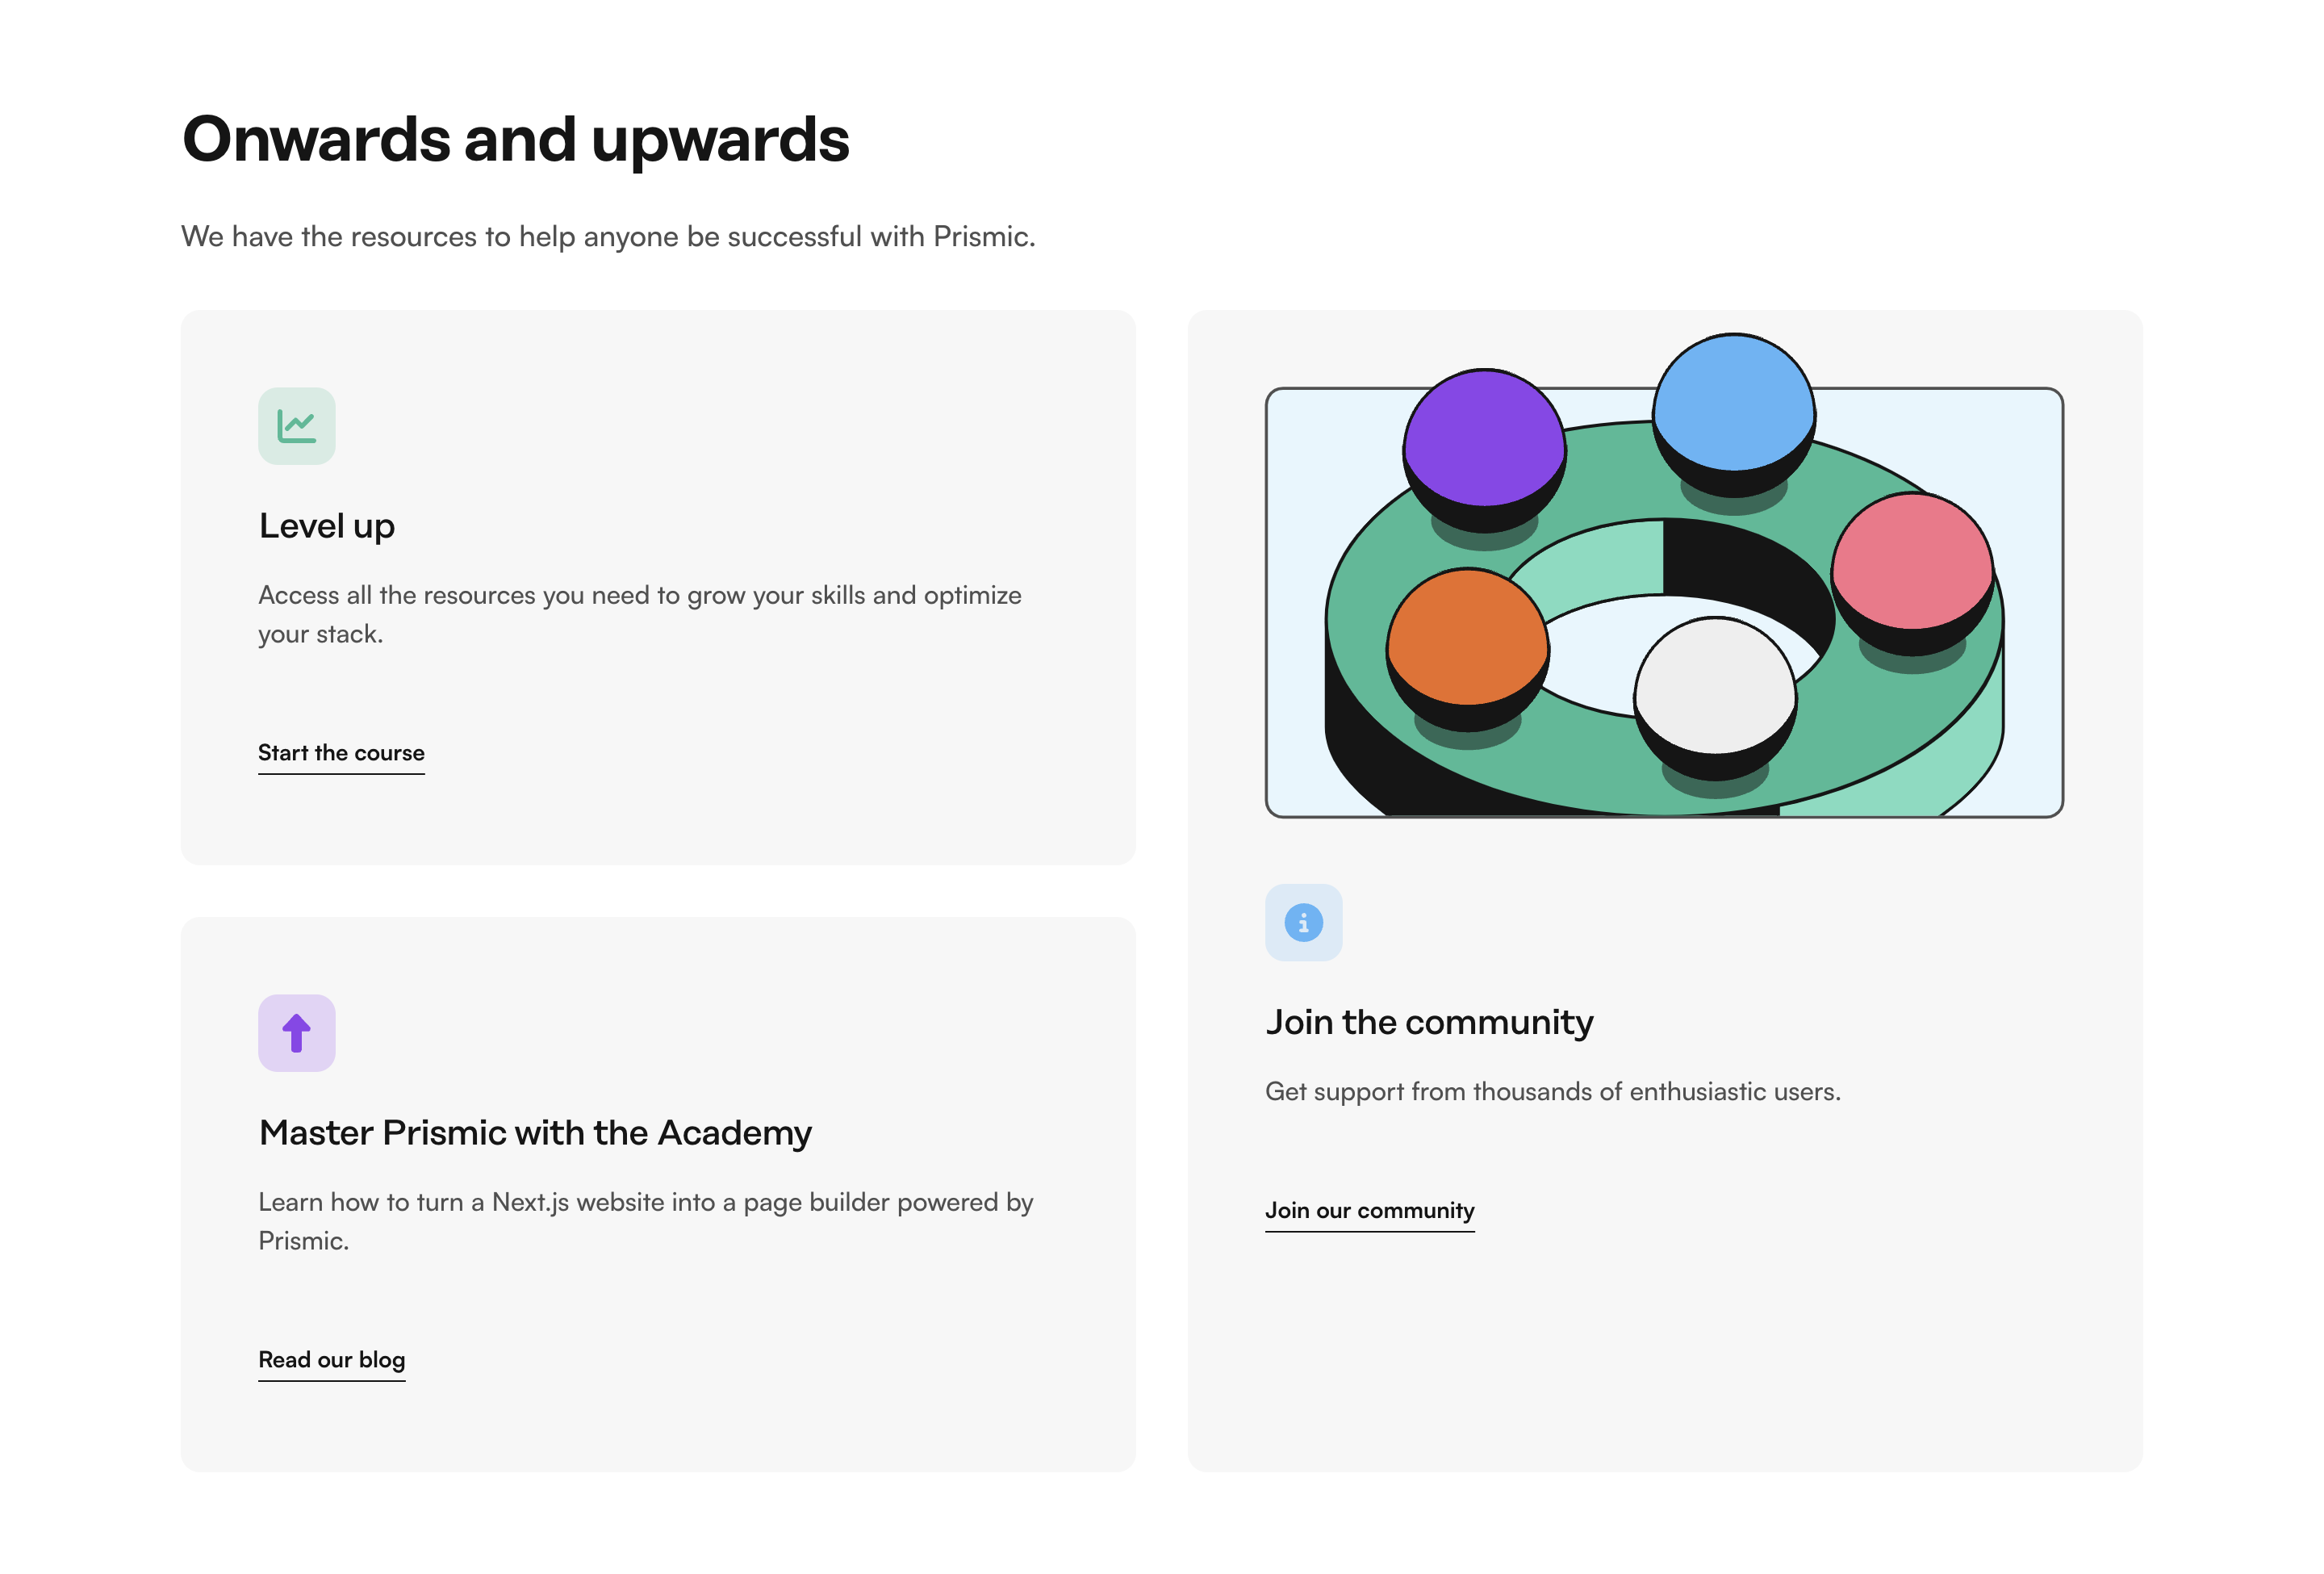 Onwards and upwards
We have the resources to help anyone be successful with Prismic.
Level up
Access all the resources you need to grow your skills and optimize
your stack.
Start the course
Master Prismic with the Academy
Learn how to turn a Next.js website into a page builder powered by
Prismic.
Read our blog
Join the community
Get support from thousands of enthusiastic users.
Join our community